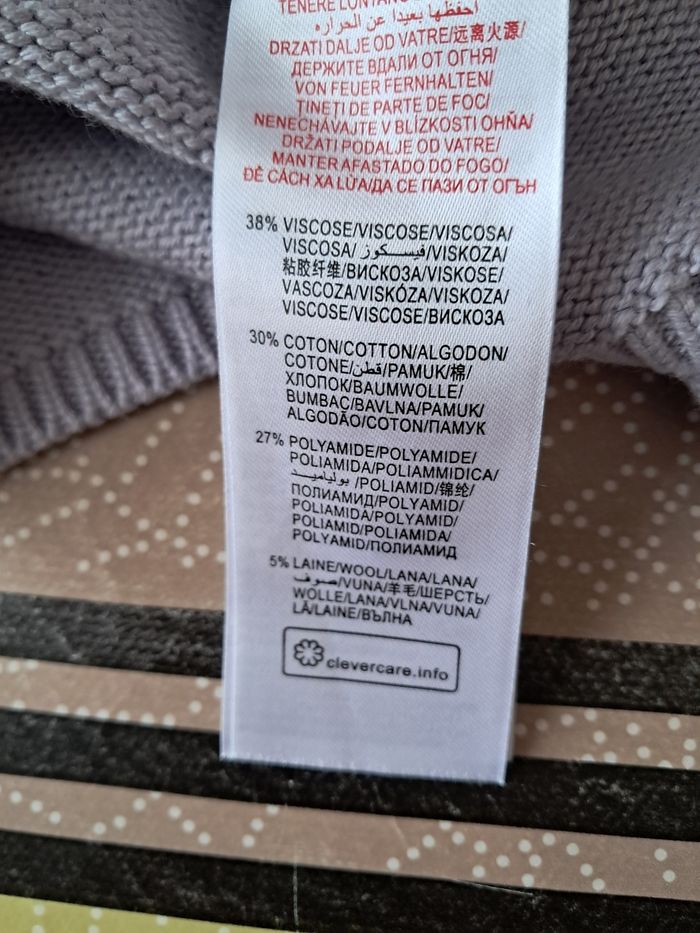 TENERE LONTANO
احفظها بعيدا عن الحراره
DRZATI DALJE OD VATRE/远离火源/
ДЕРЖИТЕ ВДАЛИ ОТ ОГНЯ/
VON FEUER FERNHALTEN/
ȚINEȚI DE PARTE DE FOC/
NENECHÁVAJTE V BLÍZKOSTI OHŇA/
DRŽATI PODALJE OD VATRE/
MANTER AFASTADO DO FOGO/
ĐỂ CÁCH XA LỬA/ДА СЕ ПАЗИ ОТ ОГЪН
38% VISCOSE/VISCOSE/VISCOSA/
VISCOSA/ فيسكوز/VISKOZA/
粘胶纤维/ВИСКОЗА/VISKOSE/
VASCOZA/VISKÓZA/VISKOZA/
VISCOSE/VISCOSE/ВИСКОЗА
30% COTON/COTTON/ALGODON/
COTONE/قطن/PAMUK/棉/
ХЛОПОК/BAUMWOLLE/
BUMBAC/BAVLNA/PAMUK/
ALGODÃO/COTON/ПАМУК
27% POLYAMIDE/POLYAMIDE/
POLIAMIDA/POLIAMMIDICA/
بولياميد /POLIAMID/锦纶/
ПОЛИАМИД/POLYAMID/
POLIAMIDA/POLYAMID/
POLIAMID/POLIAMIDA/
POLYAMID/ПОЛИАМИД
5% LAINE/WOOL/LANA/LANA/
صوف/VUNA/羊毛/ШЕРСТЬ/
WOLLE/LANA/VLNA/VUNA/
LÃ/LAINE/ВЪЛНА
clevercare.info